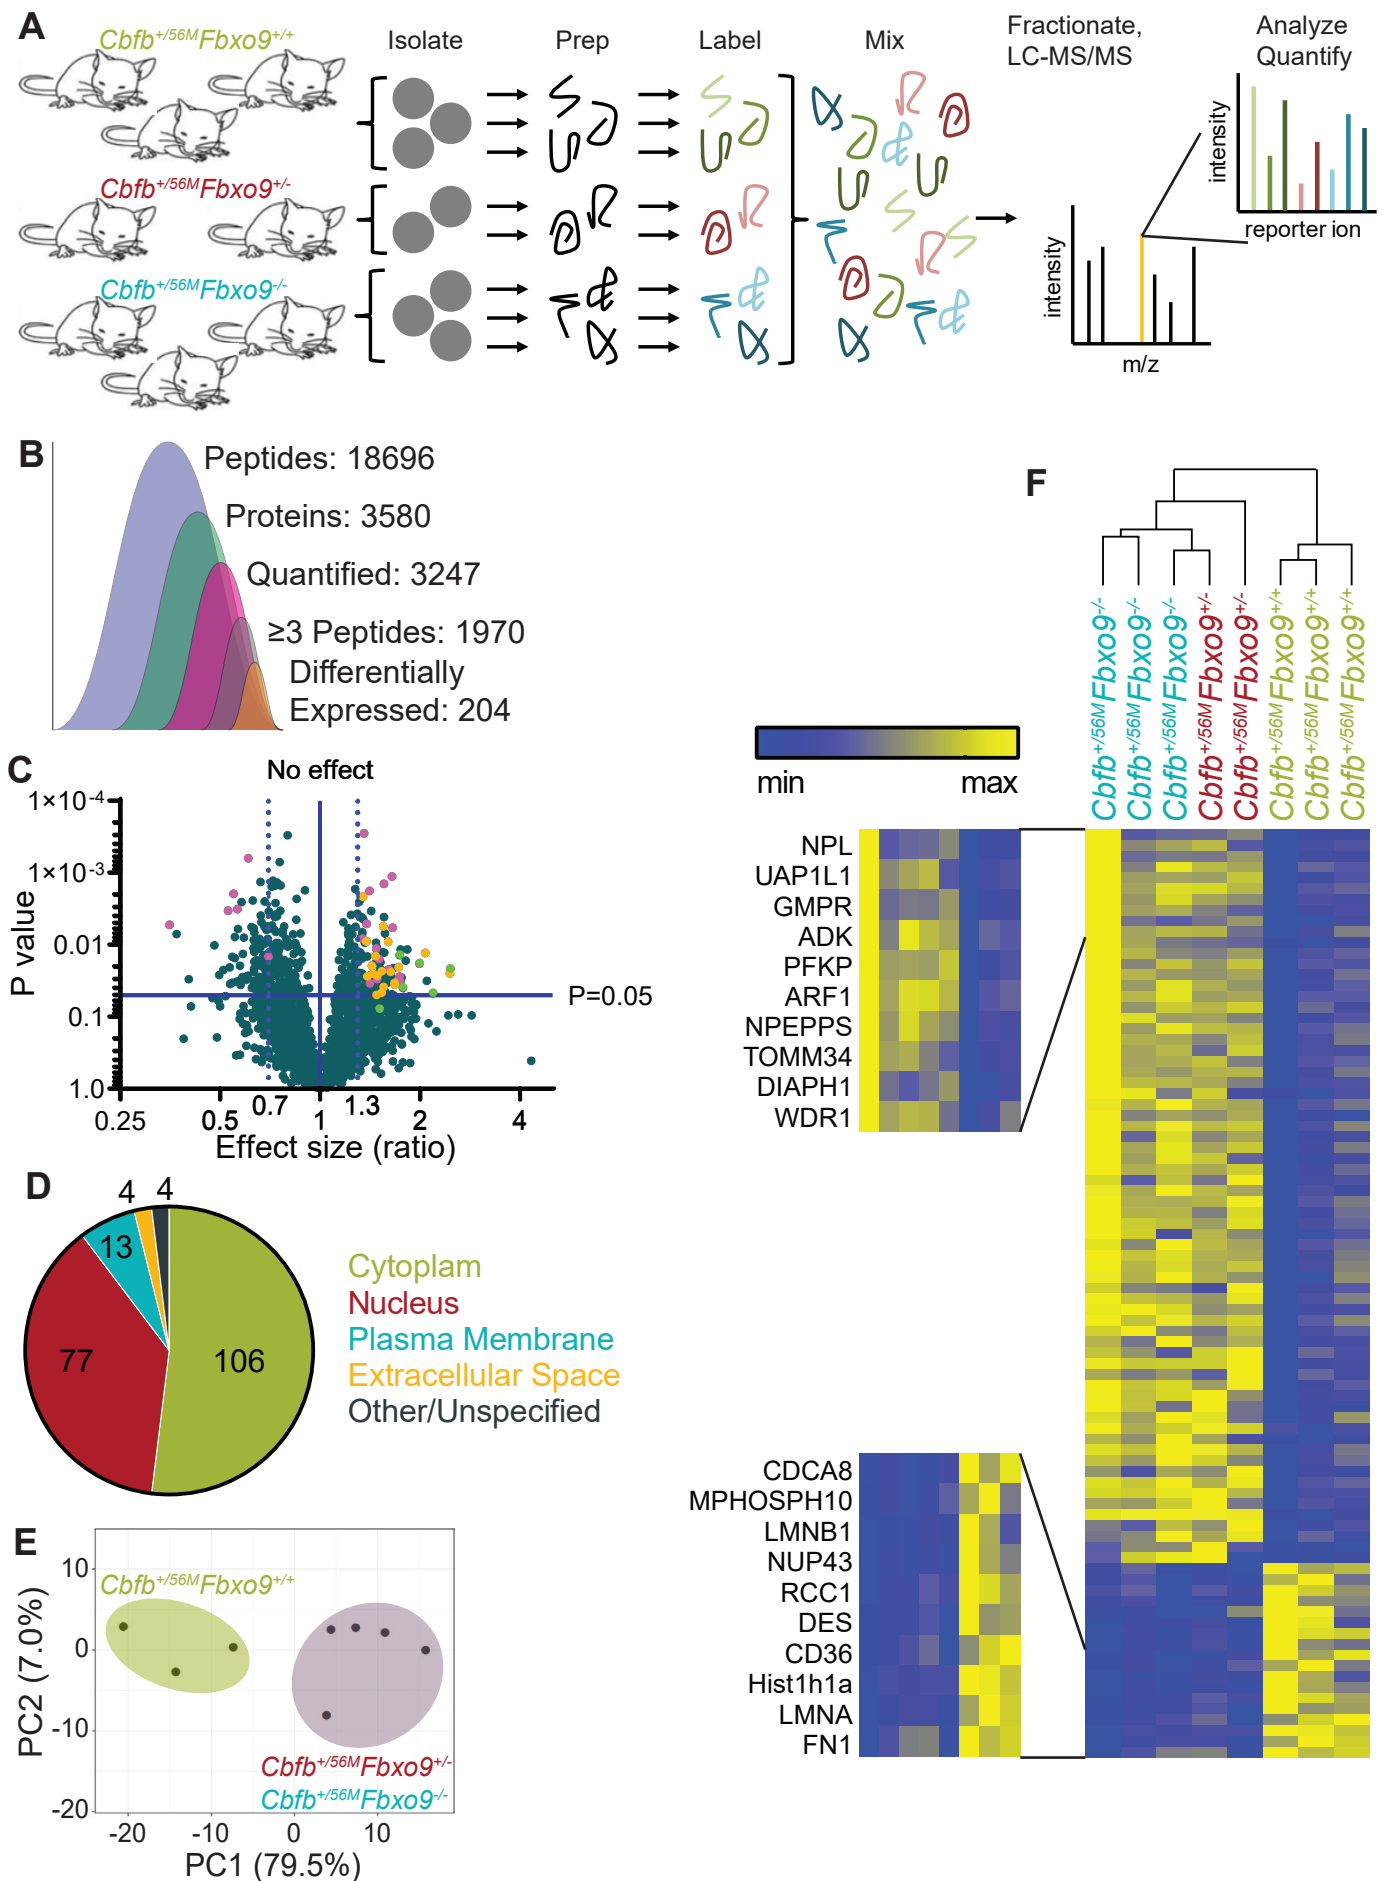 A
Cbfb+/56MFbxo9+/+
Isolate
Prep
Label
Mix
Fractionate,
LC-MS/MS
Analyze
Quantify
Cbfb+/56MFbxo9+/-
Cbfb+/56MFbxo9-/-
intensity
m/z
intensity
reporter ion
B
Peptides: 18696
Proteins: 3580
Quantified: 3247
≥3 Peptides: 1970
Differentially
Expressed: 204
C
No effect
P value
1×10-4
1×10-3
0.01
0.1
1.0
P=0.05
0.25
0.5
0.7
1
1.3
2
4
Effect size (ratio)
D
4
4
13
77
106
Cytoplam
Nucleus
Plasma Membrane
Extracellular Space
Other/Unspecified
E
Cbfb+/56MFbxo9+/+
PC2 (7.0%)
10
0
-10
-20
Cbfb+/56MFbxo9+/-
Cbfb+/56MFbxo9-/-
-20
-10
0
10
PC1 (79.5%)
F
Cbfb+/56MFbxo9-/-
Cbfb+/56MFbxo9-/-
Cbfb+/56MFbxo9-/-
Cbfb+/56MFbxo9+/-
Cbfb+/56MFbxo9+/-
Cbfb+/56MFbxo9+/+
Cbfb+/56MFbxo9+/+
Cbfb+/56MFbxo9+/+
min
max
NPL
UAP1L1
GMPR
ADK
PFKP
ARF1
NPEPPS
TOMM34
DIAPH1
WDR1
CDCA8
MPHOSPH10
LMNB1
NUP43
RCC1
DES
CD36
Hist1h1a
LMNA
FN1